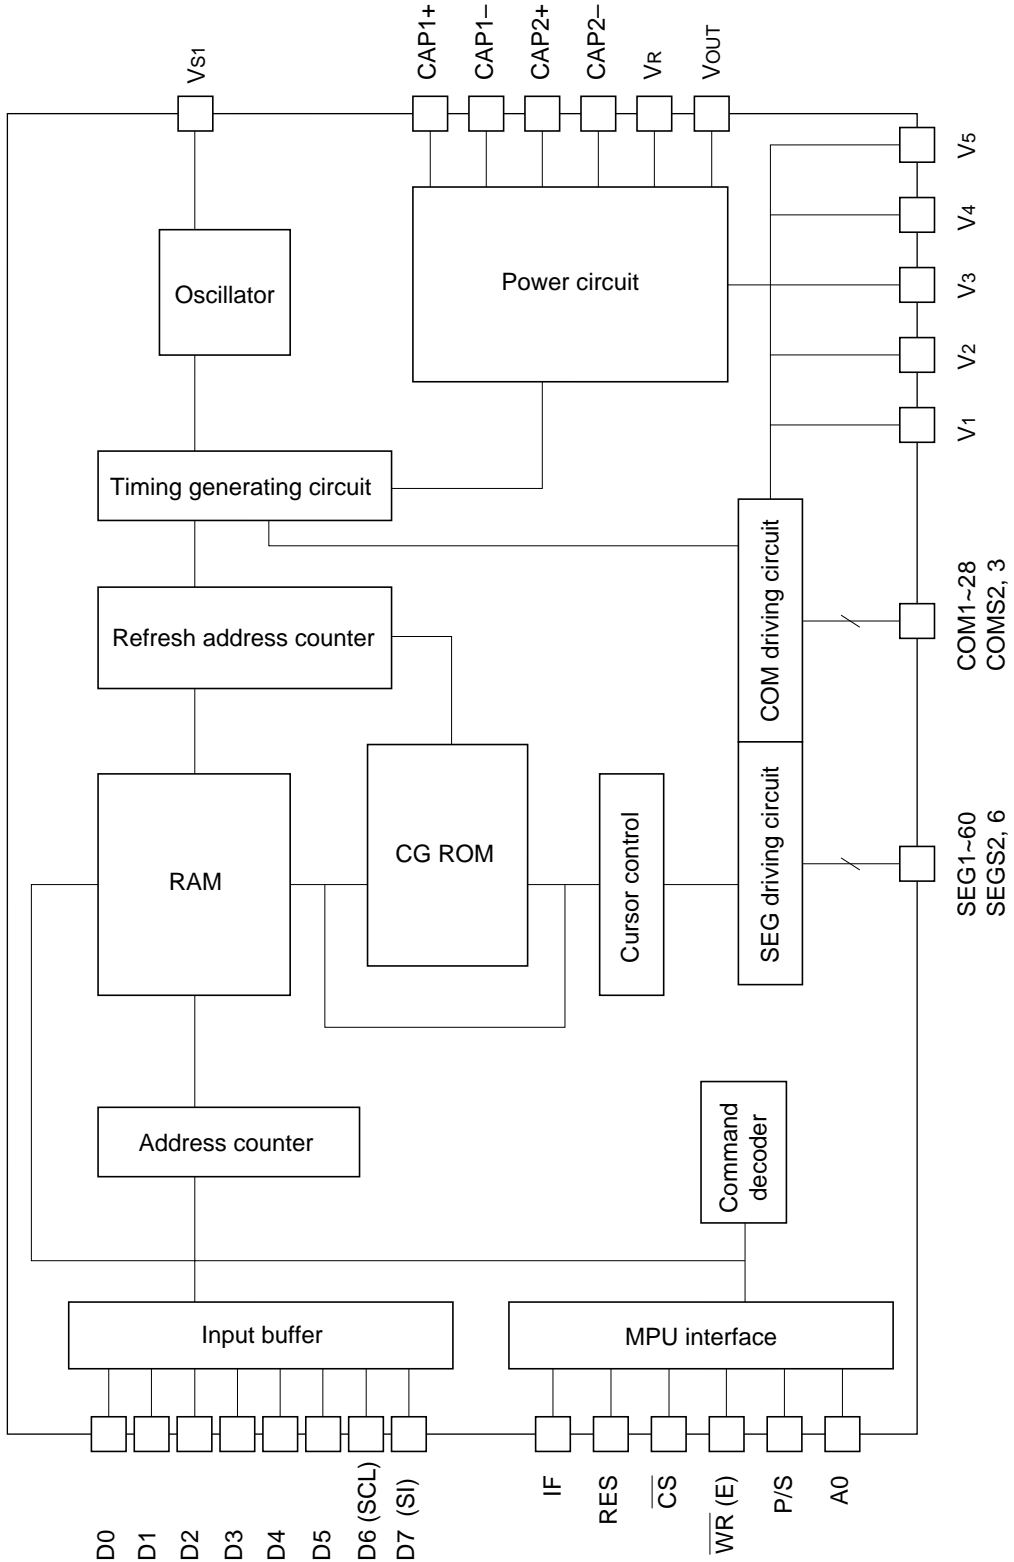 VS1
CAP1+
CAP1–
CAP2+
CAP2–
VR
VOUT
V5
V4
V3
V2
V1
Oscillator
Power circuit
Timing generating circuit
Refresh address counter
COM driving circuit
COM1~28
COMS2, 3
RAM
CG ROM
Cursor control
SEG driving circuit
SEG1~60
SEGS2, 6
Address counter
Command
decoder
Input buffer
MPU interface
D0
D1
D2
D3
D4
D5
D6 (SCL)
D7 (SI)
IF
RES
C̅S̅
W̅R̅ (E)
P/S
A0